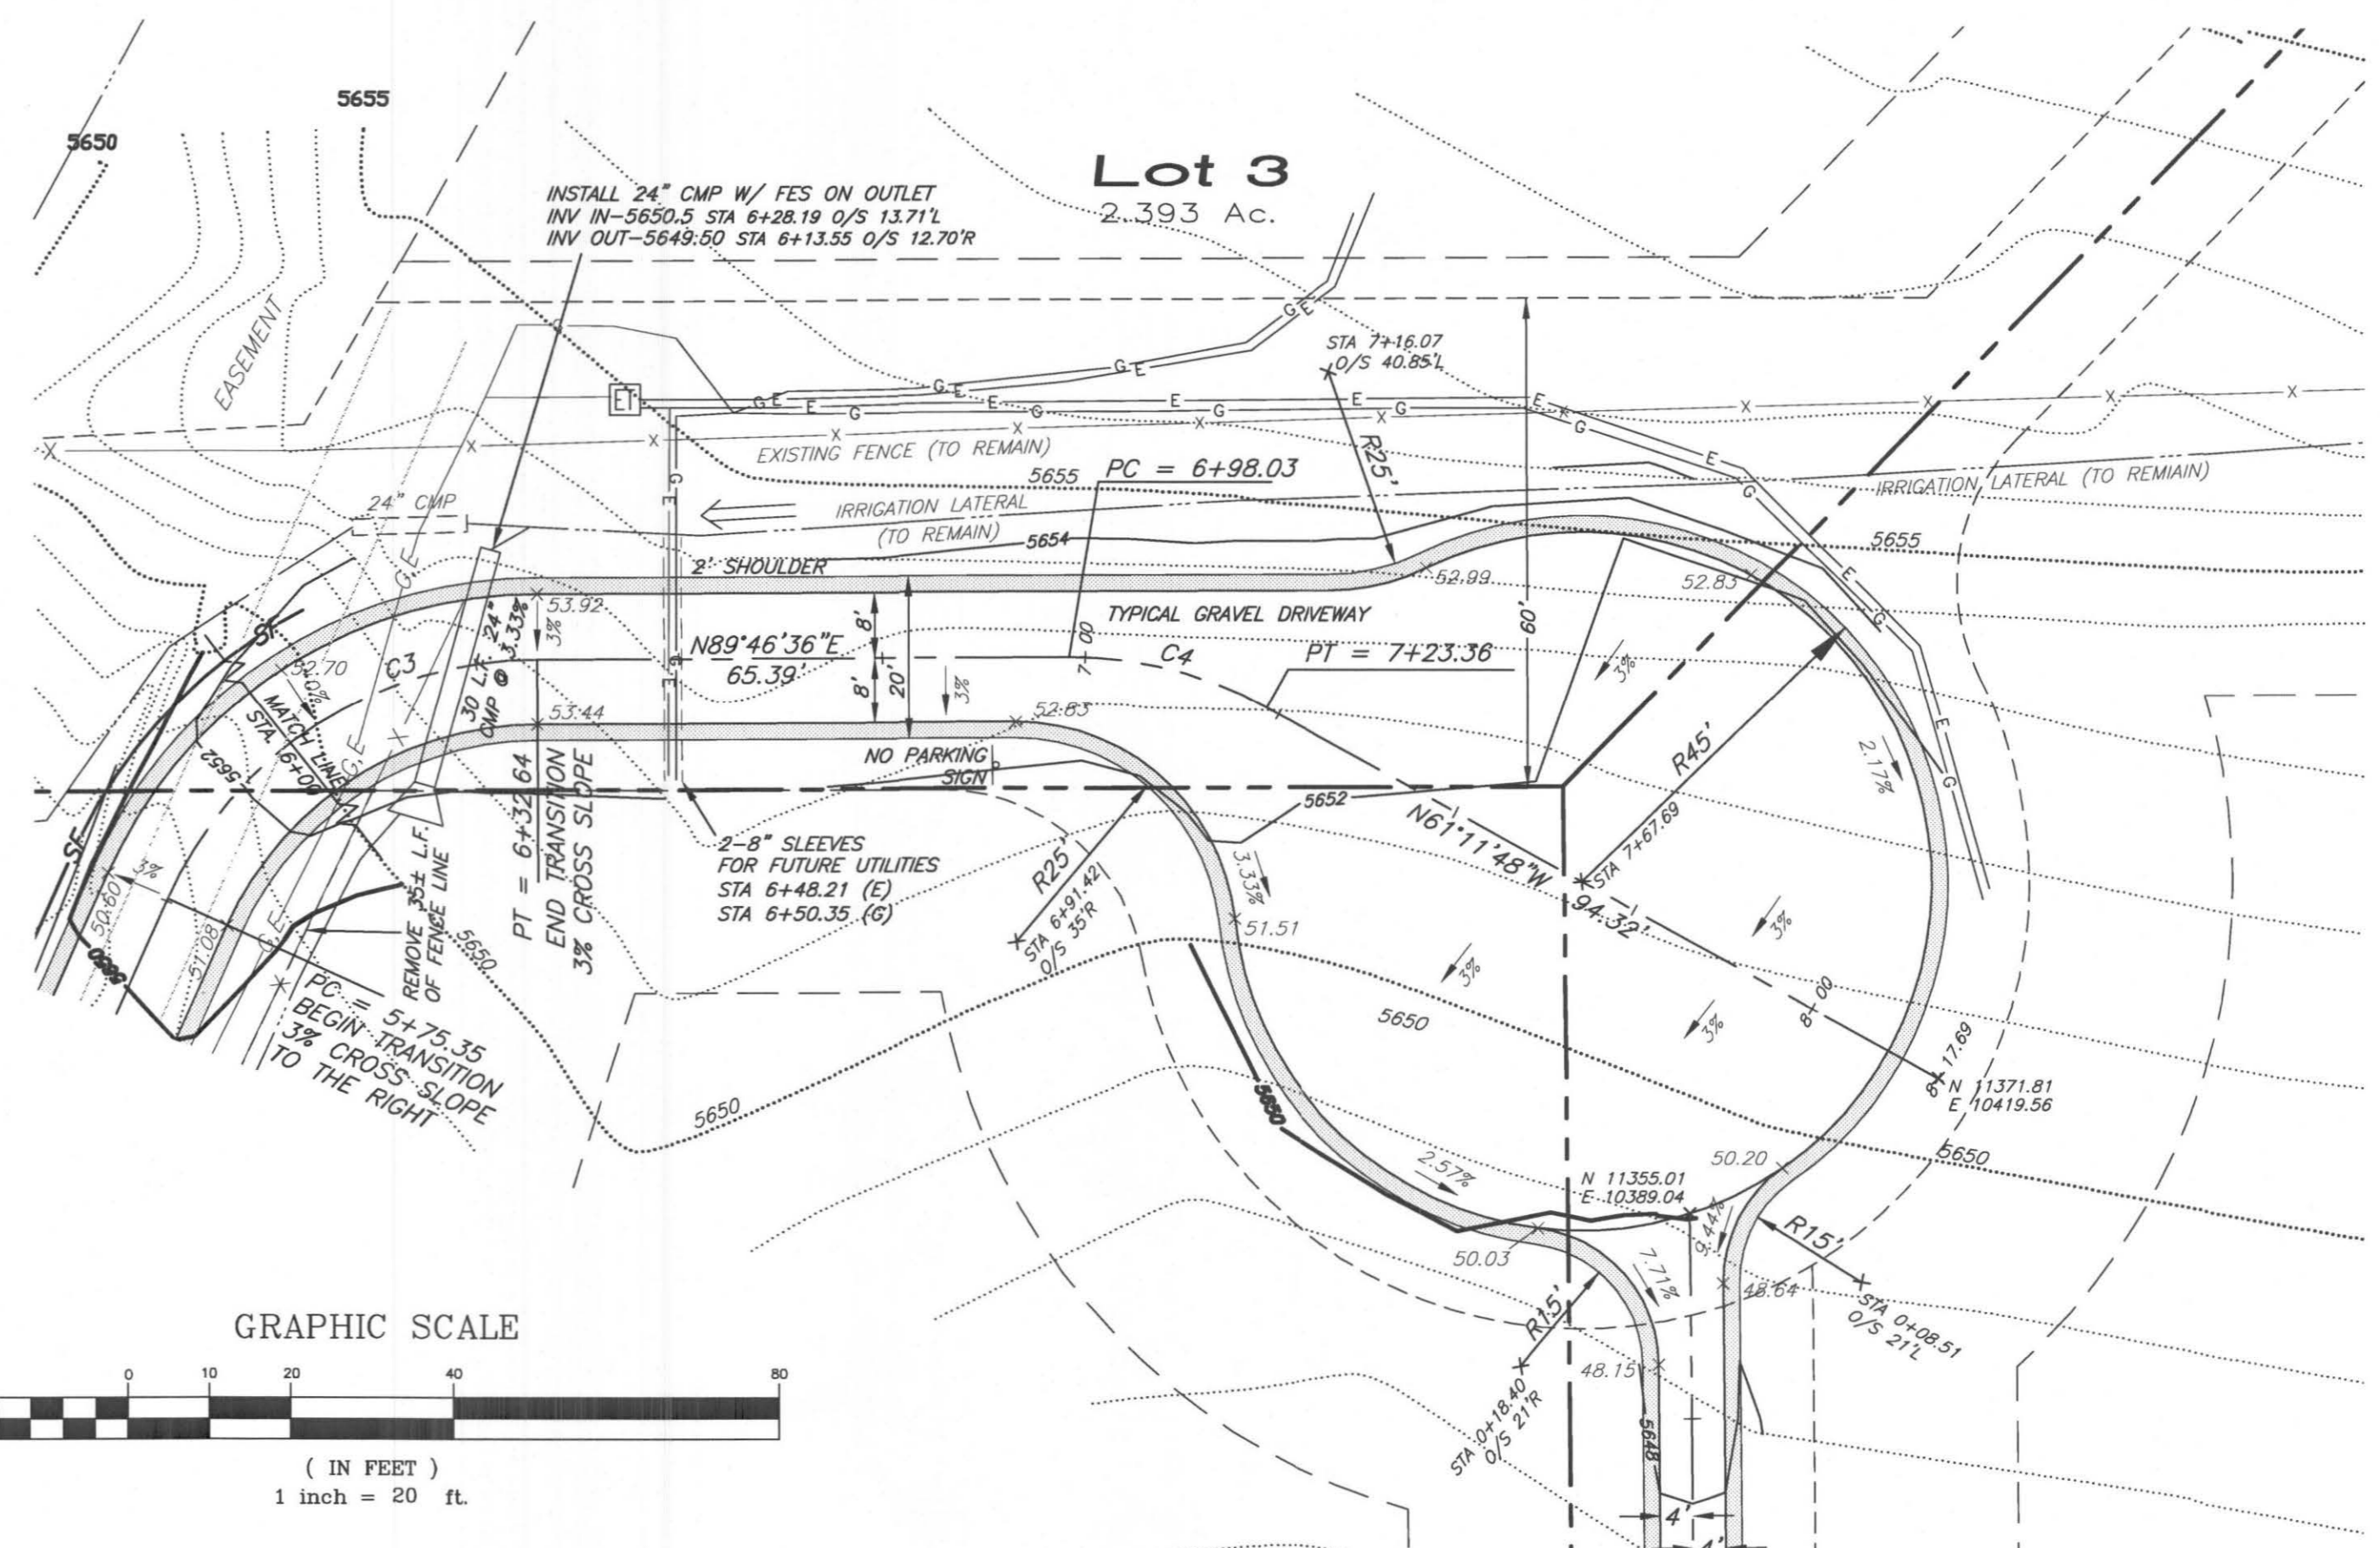 5655
5650
Lot 3
2.393 Ac.
INSTALL 24" CMP W/ FES ON OUTLET
INV IN-5650.5 STA 6+28.19 O/S 13.71'L
INV OUT-5649.50 STA 6+13.55 O/S 12.70'R
EASEMENT
STA 7+16.07
O/S 40.85'L
R25'
ET
G E
G E
G E
G E
E G E G E G E G E G
EXISTING FENCE (TO REMAIN)
5655
PC = 6+98.03
24" CMP
IRRIGATION LATERAL
(TO REMAIN)
IRRIGATION LATERAL (TO REMAIN)
5654
5655
2' SHOULDER
52.99
52.83
53.92
3%
TYPICAL GRAVEL DRIVEWAY
60'
8'
8'
20'
N89°46'36"E
65.39'
7+00
C4
PT = 7+23.36
3%
3%
SF
52.70
C3
G,E
30 L.F. 24"
CMP @ 3.33%
MATCH LINE
STA. 6+00
5652
53.44
52.83
NO PARKING
SIGN
R45'
2.17%
PT = 6+32.64
END TRANSITION
3% CROSS SLOPE
G,E
5652
N61°11'48"W
94.32'
STA 7+67.69
2-8" SLEEVES
FOR FUTURE UTILITIES
STA 6+48.21 (E)
STA 6+50.35 (G)
R25'
STA 6+91.42
O/S 35'R
3.33%
SF
3%
50.60
51.08
G,E
REMOVE 35± L.F.
OF FENCE LINE
5650
51.51
3%
3%
3%
5650
5650
8+00
8+17.69
N 11371.81
E 10419.56
PC = 5+75.35
BEGIN TRANSITION
3% CROSS SLOPE
TO THE RIGHT
5650
5650
5650
50.20
2.57%
N 11355.01
E 10389.04
9.44%
R15'
50.03
7.71%
48.64
STA 0+08.51
O/S 21'L
R15'
48.15
STA 0+18.40
O/S 21'R
5648
4'
4'
GRAPHIC SCALE
0 10 20 40 80
( IN FEET )
1 inch = 20 ft.